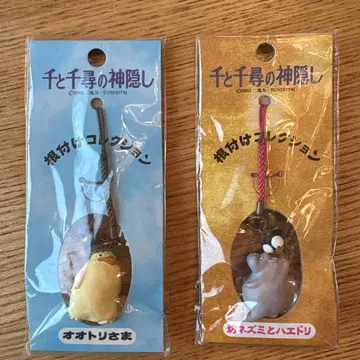 千と千尋の神隠し
根付けコレクション
オオトリさま
千と千尋の神隠し
根付けコレクション
坊ネズミとハエドリ